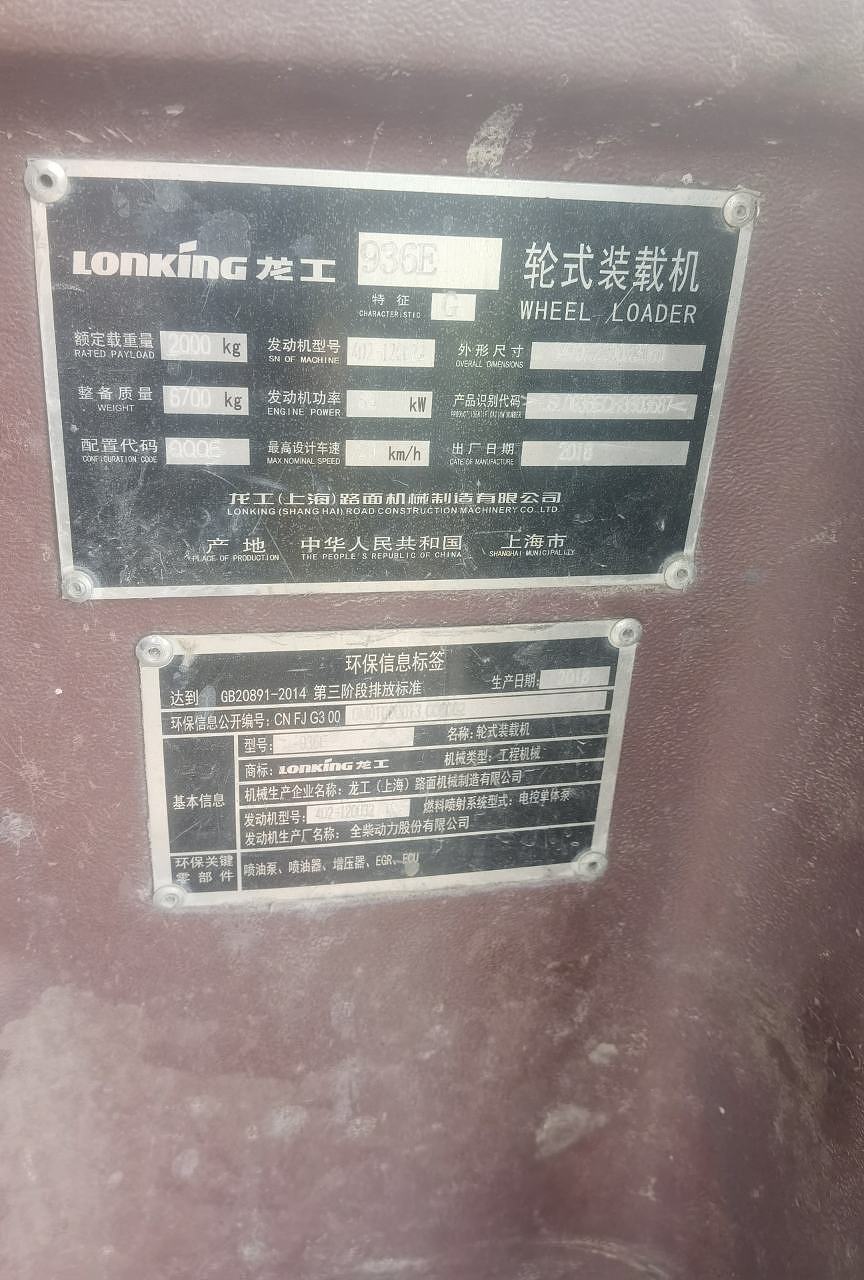 LONKING 龙工 936E 轮式装载机
特征 G WHEEL LOADER
CHARACTERISTIC
额定载重量 2000 kg 发动机型号 外形尺寸
RATED PAYLOAD SN OF MACHINE OVERALL DIMENSIONS
整备质量 6700 kg 发动机功率 kW 产品识别代码
WEIGHT ENGINE POWER PRODUCT IDENTIFICATION NUMBER
配置代码 最高设计车速 km/h 出厂日期 2018
CONFIGURATION CODE MAX NOMINAL SPEED DATE OF MANUFACTURE
龙工(上海)路面机械制造有限公司
LONKING (SHANG HAI) ROAD CONSTRUCTION MACHINERY CO.,LTD
产地 中华人民共和国 上海市
PLACE OF PRODUCTION THE PEOPLE'S REPUBLIC OF CHINA SHANGHAI MUNICIPALITY
环保信息标签
达到 GB20891-2014 第三阶段排放标准 生产日期:
环保信息公开编号: CN FJ G3 00
基本信息
型号: 名称: 轮式装载机
商标: LONKING 龙工 机械类型: 工程机械
机械生产企业名称: 龙工(上海)路面机械制造有限公司
发动机型号: 燃料喷射系统型式: 电控单体泵
发动机生产厂名称: 全柴动力股份有限公司
环保关键
零部件
喷油泵、喷油器、增压器、EGR、ECU